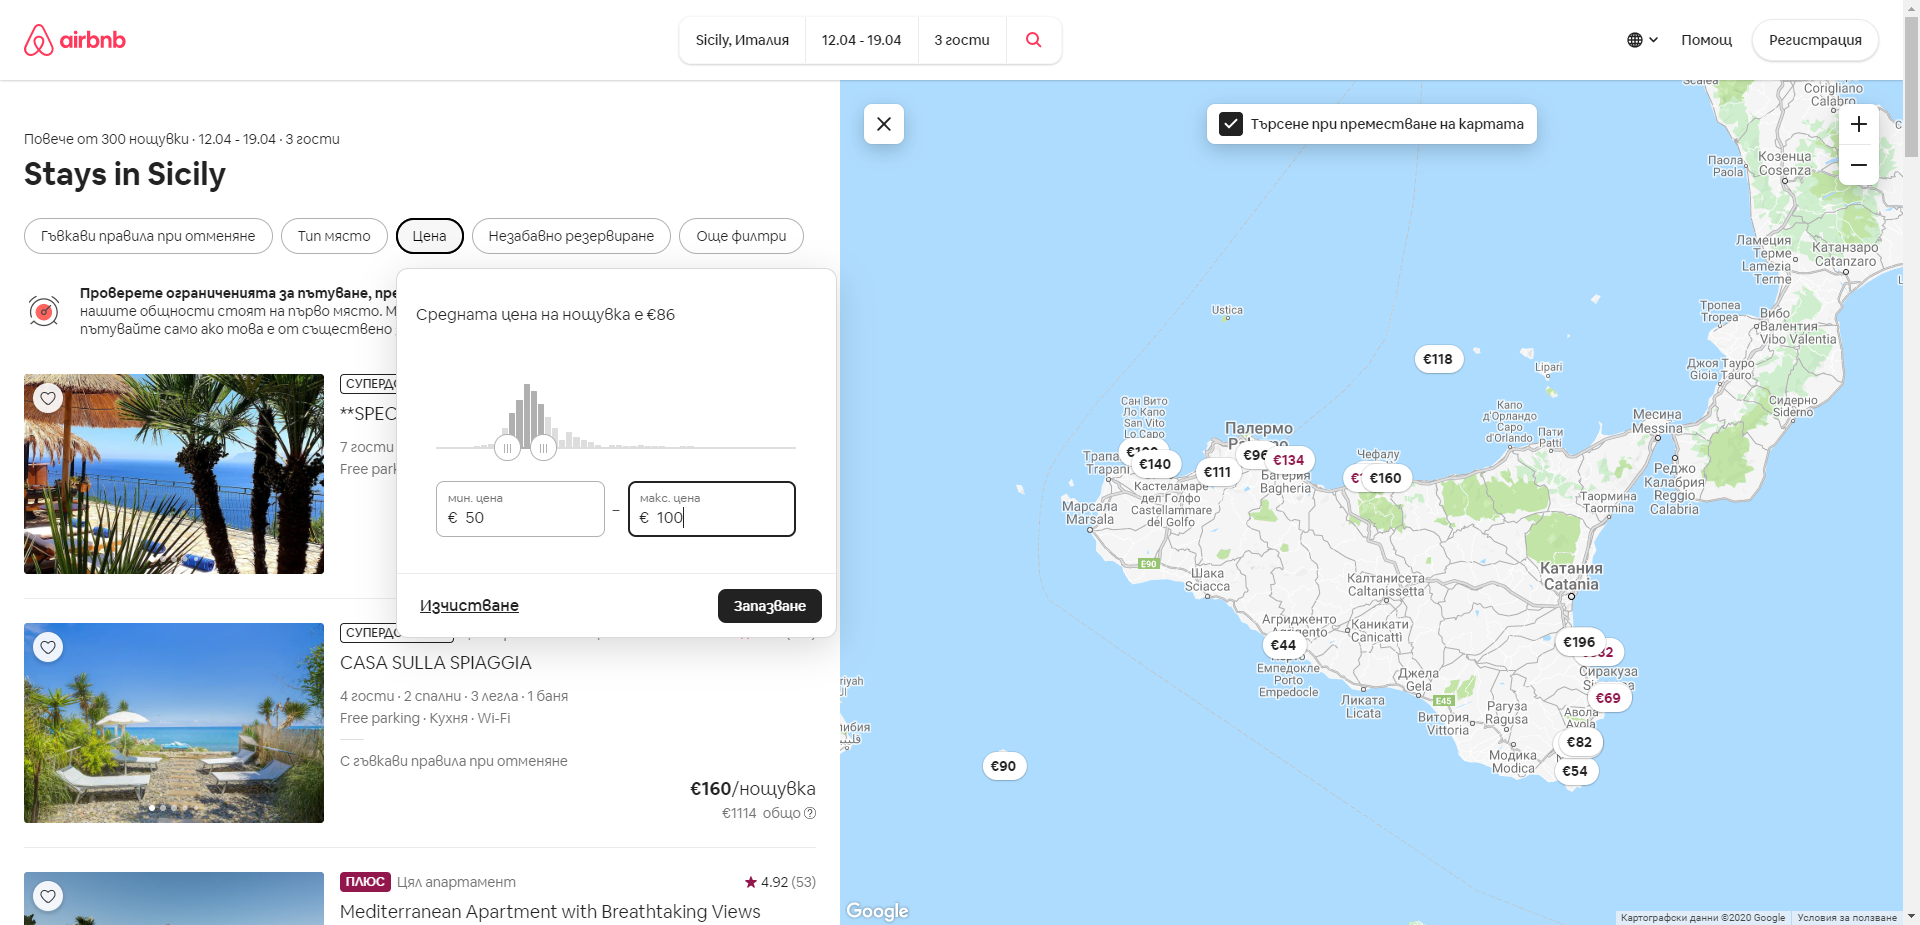 airbnb
Sicily, Италия
12.04 - 19.04
3 гости
Помощ
Регистрация
Повече от 300 нощувки · 12.04 - 19.04 · 3 гости
Stays in Sicily
Гъвкави правила при отменяне
Тип място
Цена
Незабавно резервиране
Още филтри
Проверете ограниченията за пътуване, пре
нашите общности стоят на първо място. М
пътувайте само ако това е от съществено
Средната цена на нощувка е €86
мин. цена
€ 50
–
макс. цена
€ 100
Изчистване
Запазване
СУПЕРДО
**SPEC
7 гости
Free park
СУПЕРДО
CASA SULLA SPIAGGIA
4 гости · 2 спални · 3 легла · 1 баня
Free parking · Кухня · Wi-Fi
С гъвкави правила при отменяне
€160/нощувка
€1114 общо
ПЛЮС Цял апартамент
4.92 (53)
Mediterranean Apartment with Breathtaking Views
Търсене при преместване на картата
Corigliano
Calabro
Паола
Paola
Козенца
Cosenza
Ламеция
Терме
Lamezia
Terme
Катанзаро
Catanzaro
Тропеа
Tropea
Вибо
Валентия
Vibo Valentia
Джоя Тауро
Gioia Tauro
Ustica
€118
Lipari
Сидерно
Siderno
Сан Вито
Ло Капо
San Vito
Lo Capo
Капо
д'Орландо
Capo
d'Orlando
Пати
Patti
Месина
Messina
Палермо
€140
€111
€96
€134
Багерия
Bagheria
Чефалу
€160
Трапани
Trapani
Кастеламаре
дел Голфо
Castellammare
del Golfo
Марсала
Marsala
Реджо
Калабрия
Reggio
Calabria
Таормина
Taormina
E90
Шака
Sciacca
Калтанисета
Caltanissetta
Катания
Catania
Агридженто
Agrigento
Каникати
Canicattì
€44
Емпедокле
Porto
Empedocle
€196
Сиракуза
€69
Джела
Gela
E45
Ликата
Licata
Витория
Vittoria
Рагуза
Ragusa
Авола
Avola
€82
Модика
Modica
€54
€90
Google
Картографски данни ©2020 Google
Условия за ползване